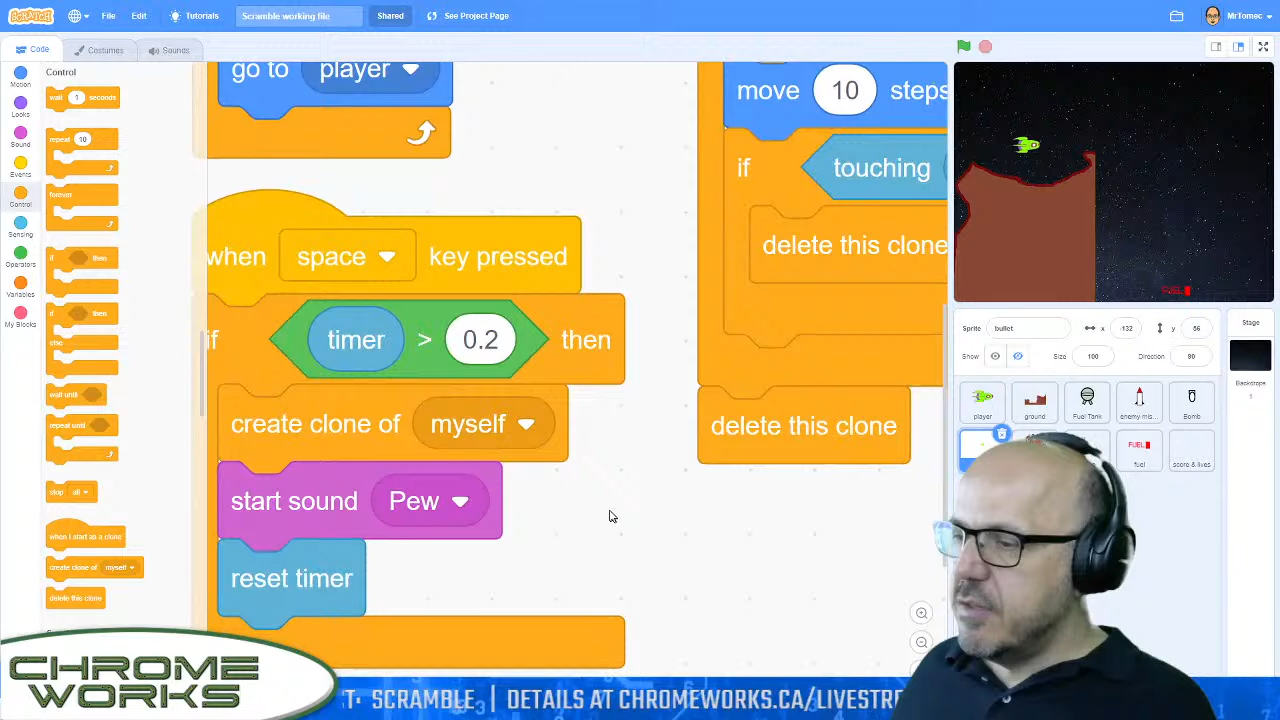 SCRATCH
File
Edit
Tutorials
Scramble working file
Shared
See Project Page
MrTomec
Code
Costumes
Sounds
Motion
Looks
Sound
Events
Control
Sensing
Operators
Variables
My Blocks
Control
wait 1 seconds
repeat 10
forever
if then
if then
else
wait until
repeat until
stop all
when I start as a clone
create clone of myself
delete this clone
go to player
when space key pressed
if timer > 0.2 then
create clone of myself
start sound Pew
reset timer
move 10 steps
if touching
delete this clone
delete this clone
FUEL
Sprite bullet x -132 y 56
Show Size 100 Direction 90
player
ground
Fuel Tank
enemy mis...
Bomb
FUEL
fuel
score & lives
Stage
Backdrops
1
CHROME
WORKS
T: SCRAMBLE | DETAILS AT CHROMEWORKS.CA/LIVESTRE